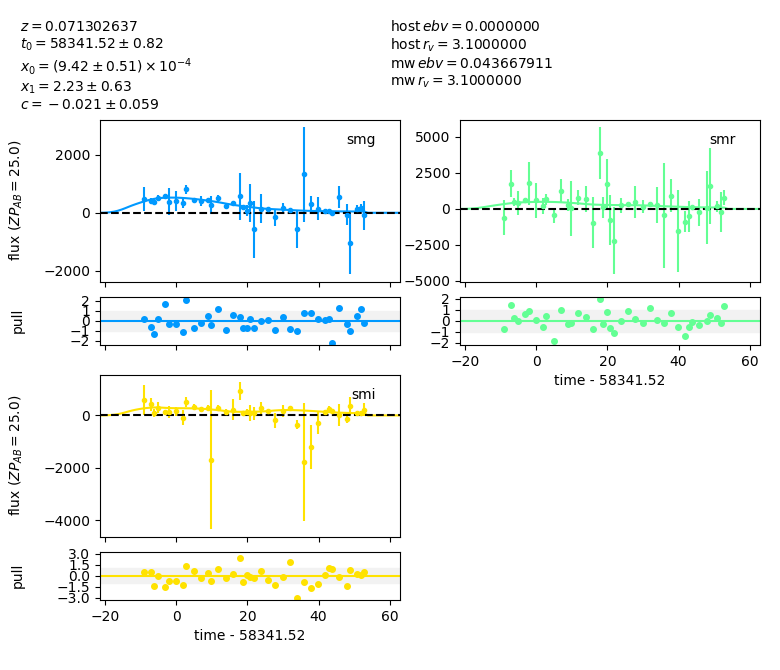 z = 0.071302637
t₀ = 58341.52 ± 0.82
x₀ = (9.42 ± 0.51) × 10⁻⁴
x₁ = 2.23 ± 0.63
c = −0.021 ± 0.059
host ebv = 0.0000000
host r_v = 3.1000000
mw ebv = 0.043667911
mw r_v = 3.1000000
smg
flux (ZP_AB = 25.0)
2000
0
−2000
pull
2
1
0
−1
−2
smr
5000
2500
0
−2500
−5000
2
1
0
−1
−2
−20 0 20 40 60
time - 58341.52
smi
flux (ZP_AB = 25.0)
0
−2000
−4000
pull
3.0
1.5
0.0
−1.5
−3.0
−20 0 20 40 60
time - 58341.52